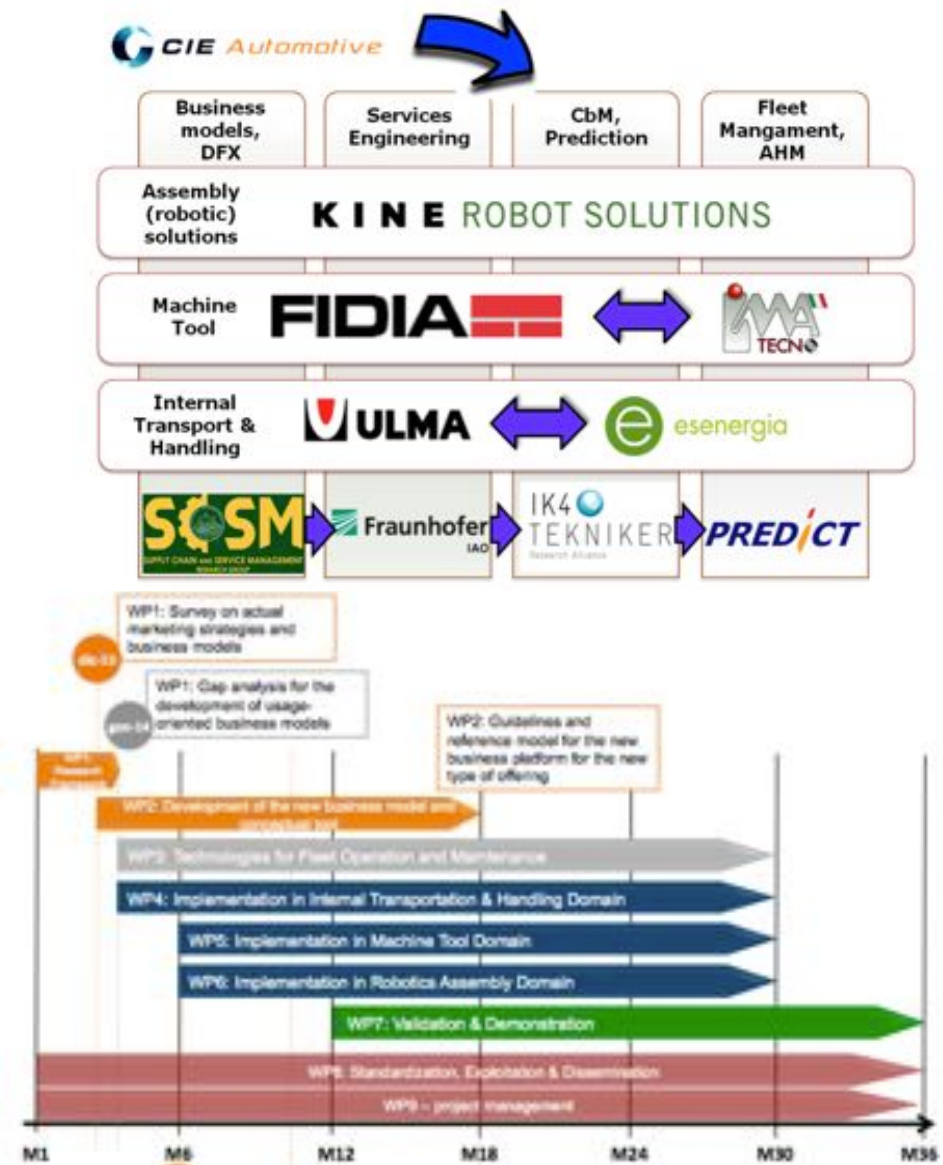 CIE Automotive
Business
models,
DFX
Services
Engineering
CbM,
Prediction
Fleet
Mangament,
AHM
Assembly
(robotic)
solutions
KINE ROBOT SOLUTIONS
Machine
Tool
FIDIA
IMA
TECNO
Internal
Transport &
Handling
ULMA
e esenergia
SCSM
SUPPLY CHAIN and SERVICE MANAGEMENT
RESEARCH GROUP
Fraunhofer
IAO
IK4
TEKNIKER
Research Alliance
PREDiCT
WP1: Survey on actual
marketing strategies and
business models
WP1: Gap analysis for the
development of usage-
oriented business models
WP2: Guidelines and
reference model for the new
business platform for the new
type of offering
WP2: Development of the new business model and
conceptual tool
WP3: Technologies for Fleet Operation and Maintenance
WP4: Implementation in Internal Transportation & Handling Domain
WP5: Implementation in Machine Tool Domain
WP6: Implementation in Robotics Assembly Domain
WP7: Validation & Demonstration
WP8: Standardization, Exploitation & Dissemination
WP9 – project management
M1
M6
M12
M18
M24
M30
M36